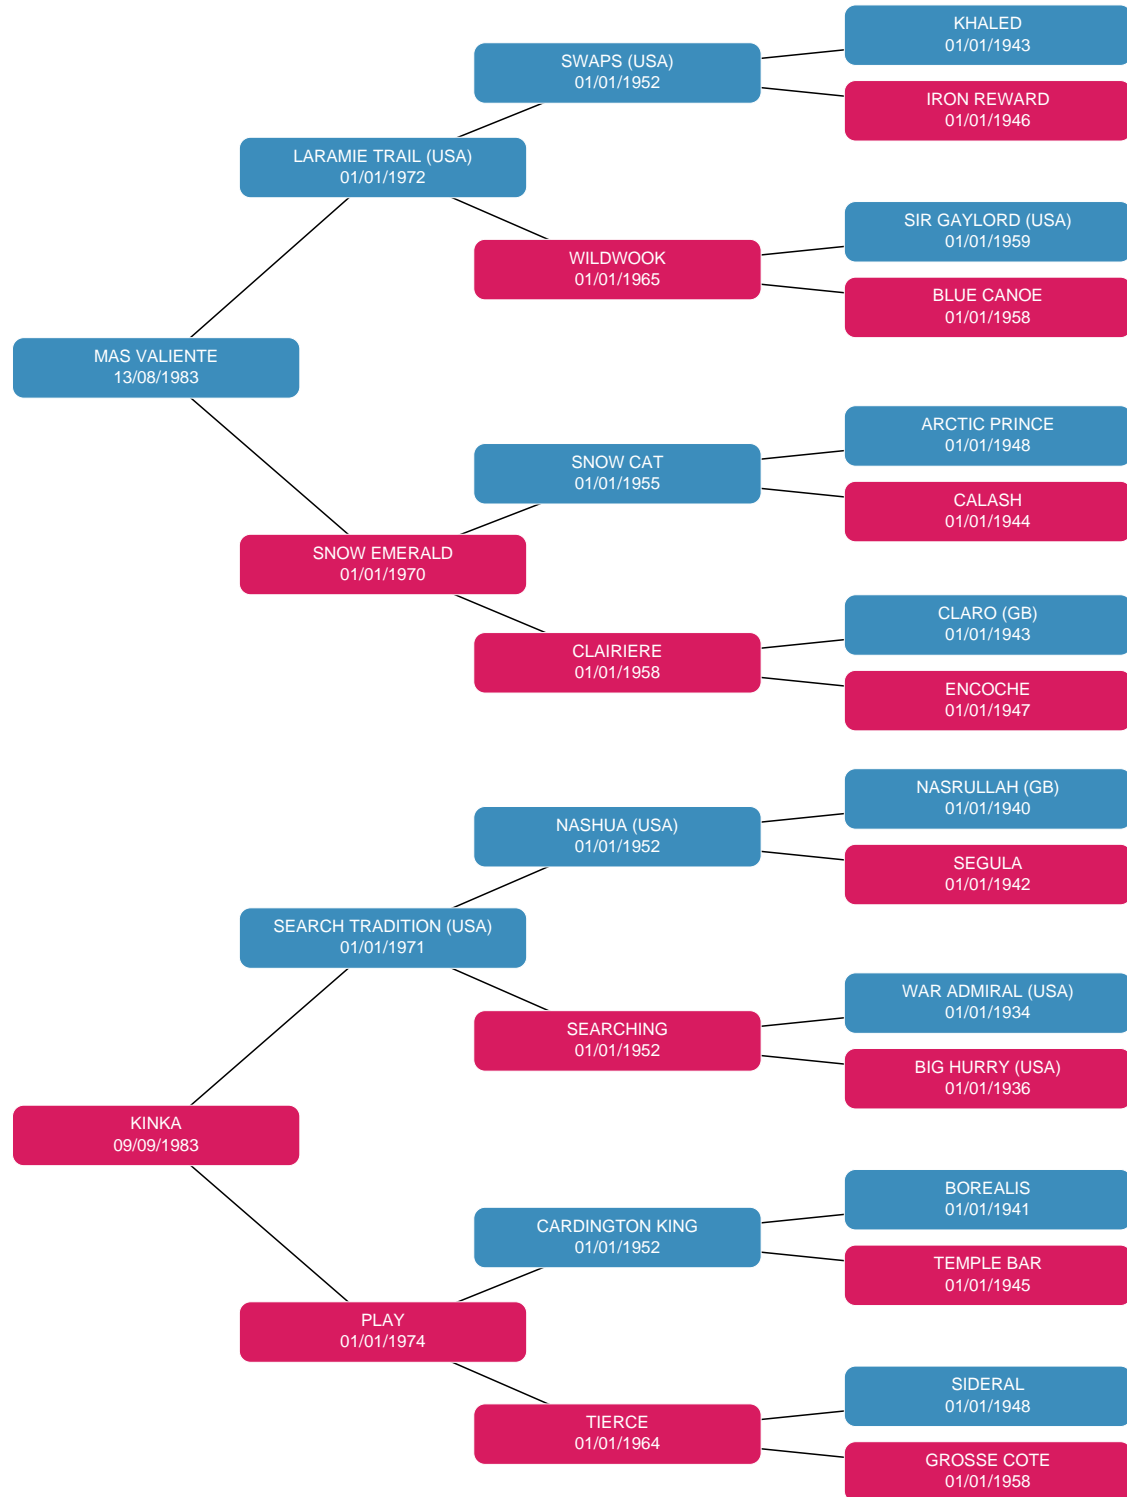 KHALED
01/01/1943
SWAPS (USA)
01/01/1952
IRON REWARD
01/01/1946
LARAMIE TRAIL (USA)
01/01/1972
SIR GAYLORD (USA)
01/01/1959
WILDWOOK
01/01/1965
BLUE CANOE
01/01/1958
MAS VALIENTE
13/08/1983
ARCTIC PRINCE
01/01/1948
SNOW CAT
01/01/1955
CALASH
01/01/1944
SNOW EMERALD
01/01/1970
CLARO (GB)
01/01/1943
CLAIRIERE
01/01/1958
ENCOCHE
01/01/1947
NASRULLAH (GB)
01/01/1940
NASHUA (USA)
01/01/1952
SEGULA
01/01/1942
SEARCH TRADITION (USA)
01/01/1971
WAR ADMIRAL (USA)
01/01/1934
SEARCHING
01/01/1952
BIG HURRY (USA)
01/01/1936
KINKA
09/09/1983
BOREALIS
01/01/1941
CARDINGTON KING
01/01/1952
TEMPLE BAR
01/01/1945
PLAY
01/01/1974
SIDERAL
01/01/1948
TIERCE
01/01/1964
GROSSE COTE
01/01/1958